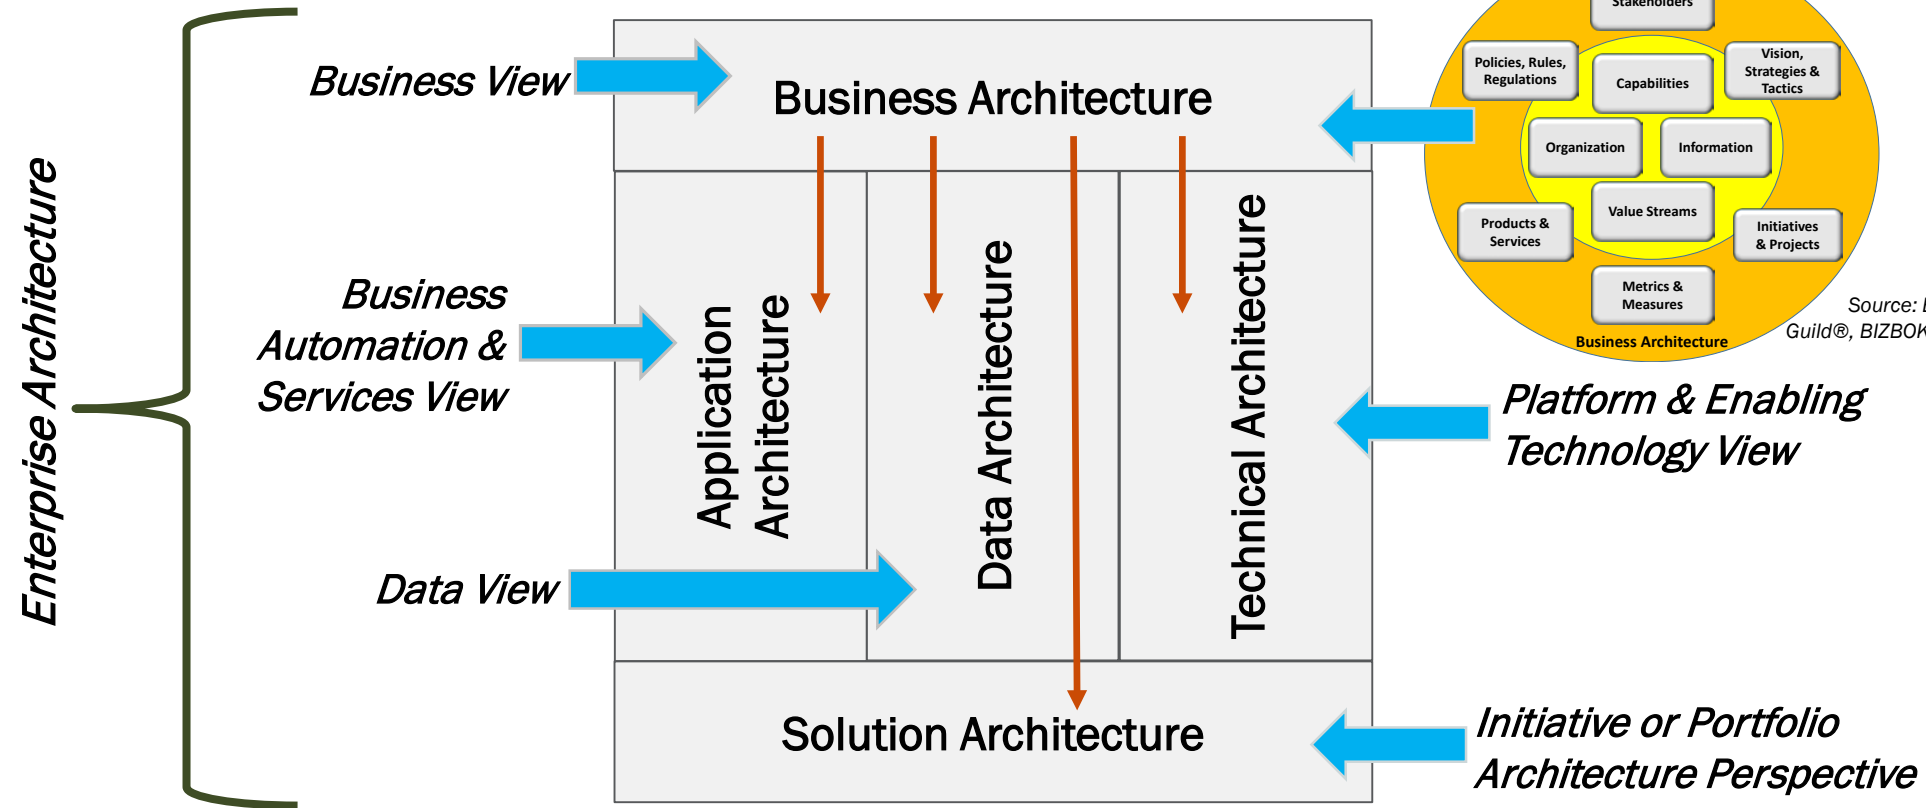 Enterprise Architecture
Business View
Business
Automation &
Services View
Data View
Business Architecture
Application
Architecture
Data Architecture
Technical Architecture
Solution Architecture
Stakeholders
Policies, Rules,
Regulations
Capabilities
Vision,
Strategies &
Tactics
Organization
Information
Value Streams
Products &
Services
Initiatives
& Projects
Metrics &
Measures
Business Architecture
Source:
Guild®, BIZBOK
Platform & Enabling
Technology View
Initiative or Portfolio
Architecture Perspective